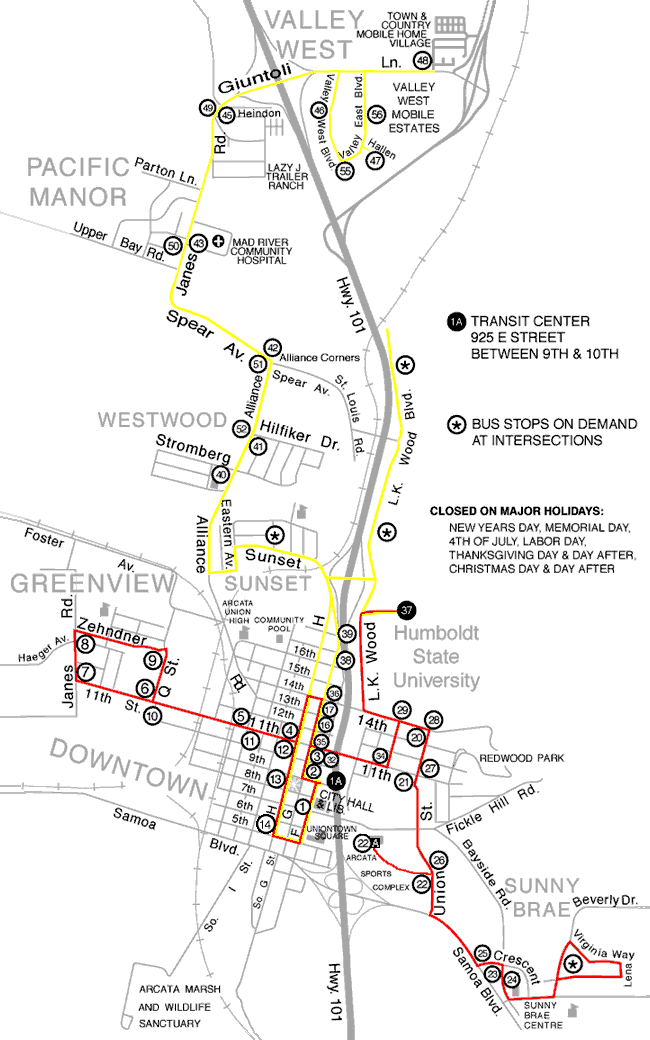 VALLEY
WEST
TOWN &
COUNTRY
MOBILE HOME
VILLAGE
48
Giuntoli
Ln.
49
45
Heindon
Rd.
LAZY J
TRAILER
RANCH
Valley
West Blvd.
46
East Blvd.
Valley
56
VALLEY
WEST
MOBILE
ESTATES
Hallen
47
55
PACIFIC
MANOR
Parton Ln.
Upper
Bay Rd.
50
43
MAD RIVER
COMMUNITY
HOSPITAL
Janes
Hwy. 101
Spear
Av.
42
51
Alliance Corners
Spear Av.
St. Louis
Rd.
1A TRANSIT CENTER
925 E STREET
BETWEEN 9TH & 10TH
* BUS STOPS ON DEMAND
AT INTERSECTIONS
*
Blvd.
Wood
L.K.
WESTWOOD
Alliance
52
41
Hilfiker Dr.
Stromberg
40
CLOSED ON MAJOR HOLIDAYS:
NEW YEARS DAY, MEMORIAL DAY,
4TH OF JULY, LABOR DAY,
THANKSGIVING DAY & DAY AFTER,
CHRISTMAS DAY & DAY AFTER
Alliance
Eastern Av.
*
*
Sunset
SUNSET
Foster
Av.
GREENVIEW
Rd.
Zehndner
Haeger Av.
8
9
7
6
Janes
Q St.
11th
St.
10
ARCATA
UNION
HIGH
COMMUNITY
POOL
H
37
39
38
Humboldt
State
University
L.K. Wood
16th
15th
14th
13th
12th
11th
9th
8th
7th
6th
5th
Rd.
5
11
4
12
13
14
36
17
16
35
3
32
2
1A
1
H
G
F
14th
29
28
20
34
11th
21
27
St.
REDWOOD PARK
DOWNTOWN
CITY HALL
& LIB.
UNIONTOWN
SQUARE
22 A
ARCATA
SPORTS
COMPLEX
22
26
Union
Fickle Hill Rd.
Bayside Rd.
Samoa
Blvd.
So. I St.
So G St.
SUNNY
BRAE
Beverly Dr.
Virginia Way
*
Lena
25
Crescent
23
24
Samoa Blvd.
SUNNY
BRAE
CENTRE
Hwy. 101
ARCATA MARSH
AND WILDLIFE
SANCTUARY